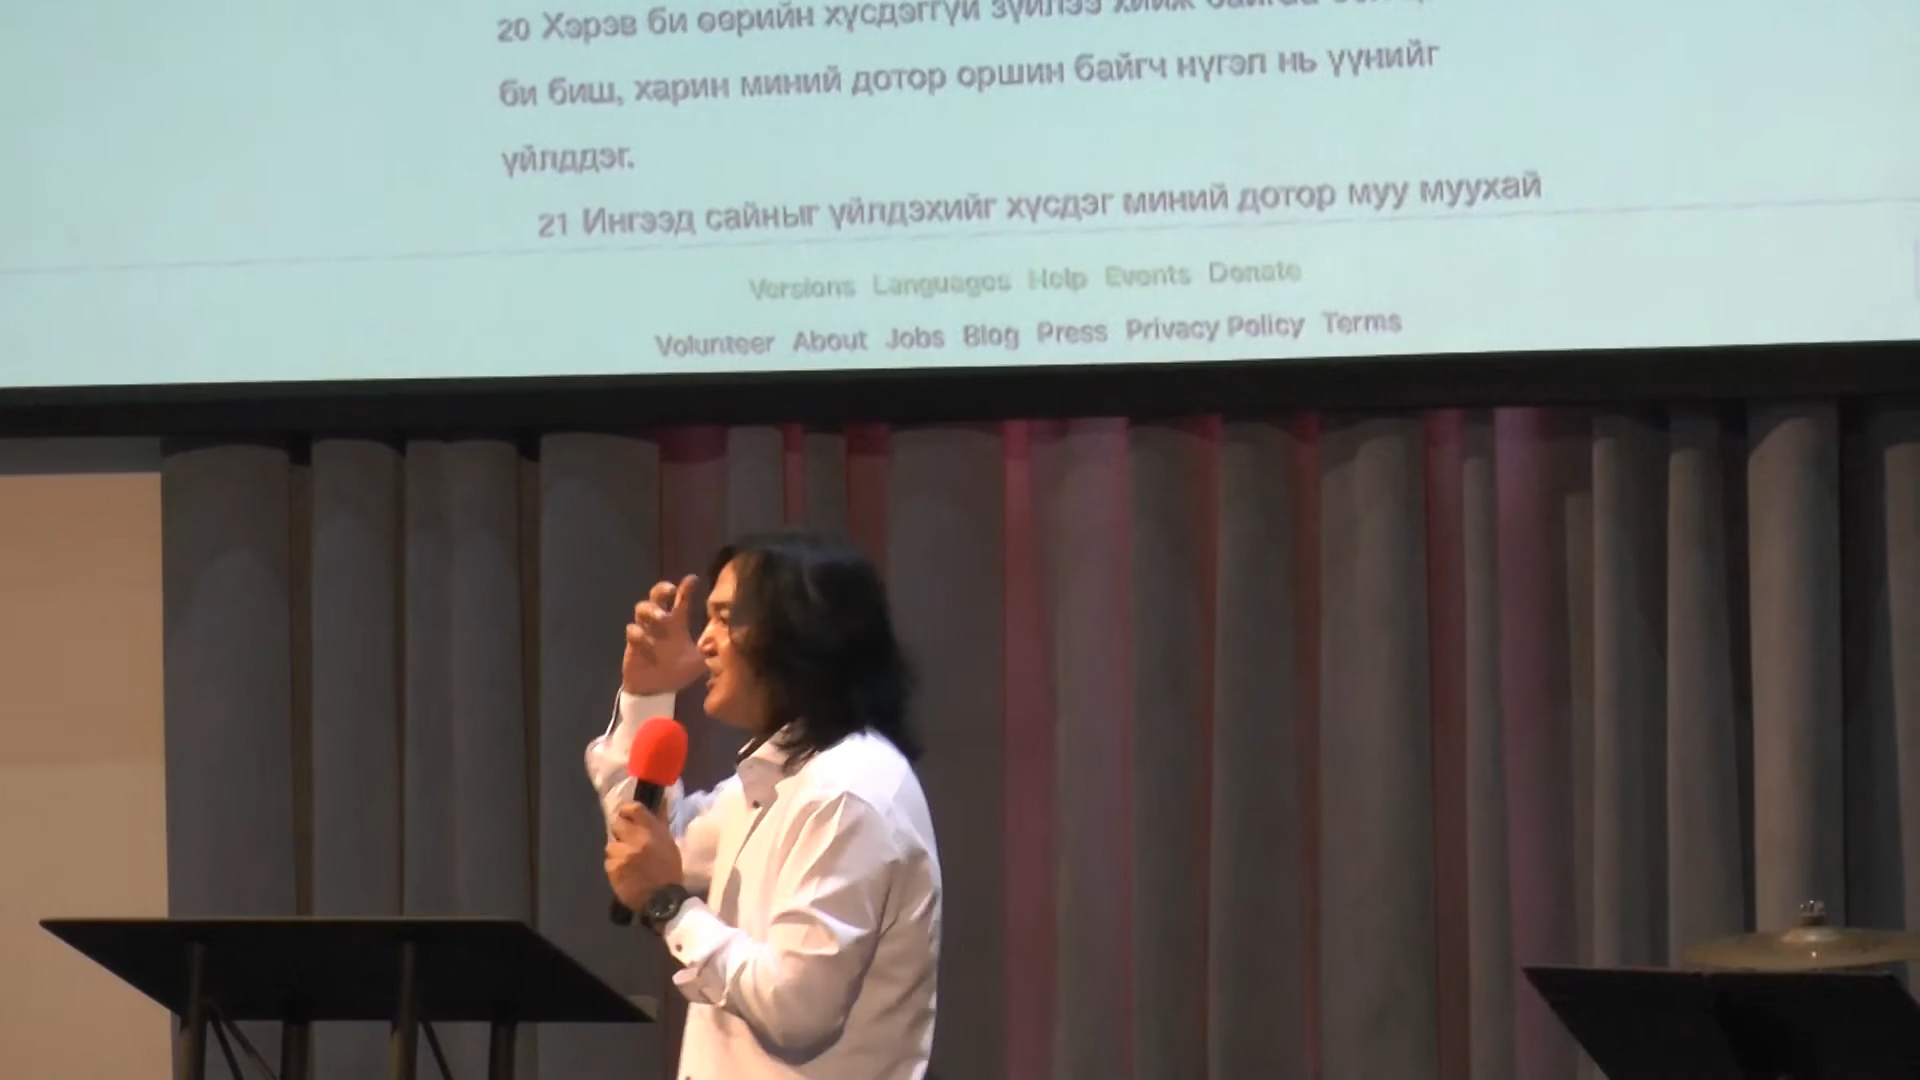 20 Хэрэв би өөрийн хүсдэггүй зүйлээ хийж байгаа
би биш, харин миний дотор оршин байгч нүгэл нь үүнийг
үйлддэг.
21 Ингээд сайныг үйлдэхийг хүсдэг миний дотор муу муухай
Versions Languages Help Events Donate
Volunteer About Jobs Blog Press Privacy Policy Terms